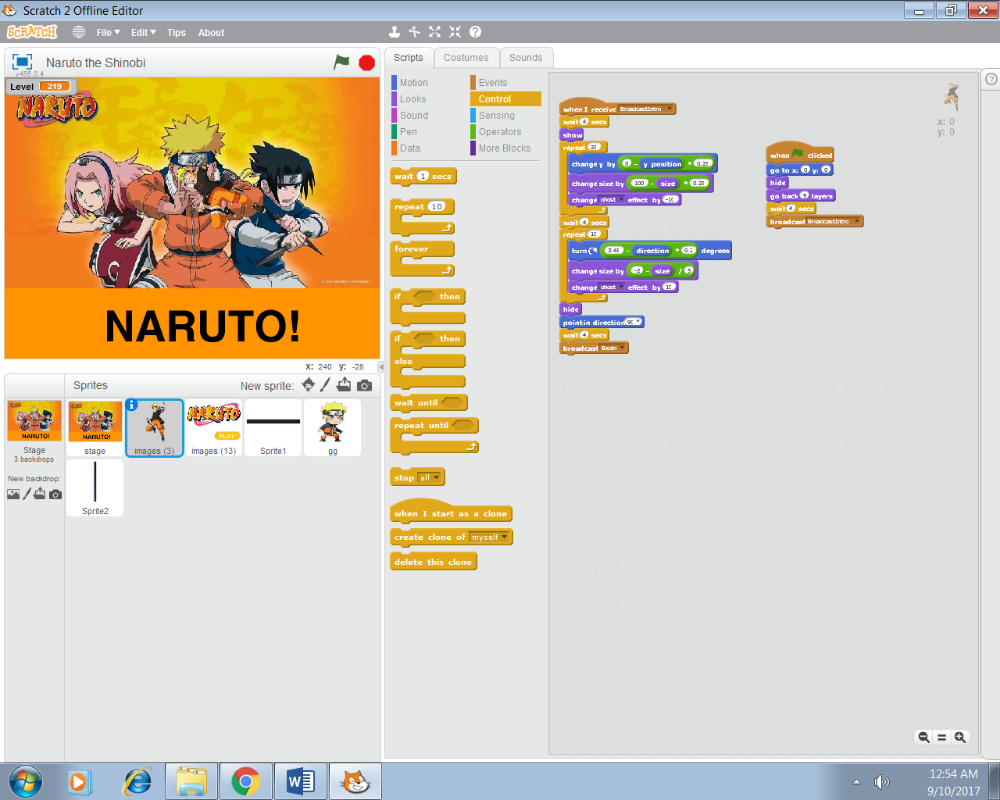 Scratch 2 Offline Editor
SCRATCH
File
Edit
Tips
About
Naruto the Shinobi
v456.0.4
Level 219
NARUTO
NARUTO!
x: 240 y: -28
Sprites
New sprite:
Stage
3 backdrops
New backdrop:
NARUTO!
NARUTO!
stage
images (3)
NARUTO
PLAY
images (13)
Sprite1
gg
Sprite2
Scripts
Costumes
Sounds
Motion
Looks
Sound
Pen
Data
Events
Control
Sensing
Operators
More Blocks
wait 1 secs
repeat 10
forever
if then
if then
else
wait until
repeat until
stop all
when I start as a clone
create clone of myself
delete this clone
when I receive BroadcastIntro
wait 4 secs
show
repeat 25
change y by 0 - y position * 0.25
change size by 100 - size * 0.25
change ghost effect by -10
wait 4 secs
repeat 10
turn 3.45 - direction * 0.2 degrees
change size by -2 - size / 5
change ghost effect by 10
hide
point in direction 90
wait 4 secs
broadcast Begin
when clicked
go to x: 0 y: 0
hide
go back 9 layers
wait 4 secs
broadcast BroadcastIntro
x: 0
y: 0
12:54 AM
9/10/2017